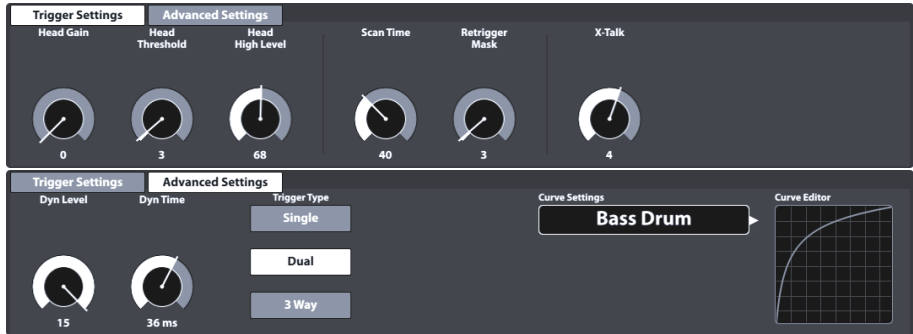 Trigger Settings Advanced Settings
Head Gain Head Threshold Head High Level Scan Time Retrigger Mask X-Talk
0 3 68 40 3 4
Trigger Settings Advanced Settings
Dyn Level Dyn Time Trigger Type Curve Settings Curve Editor
Single Bass Drum
Dual
3 Way
15 36 ms